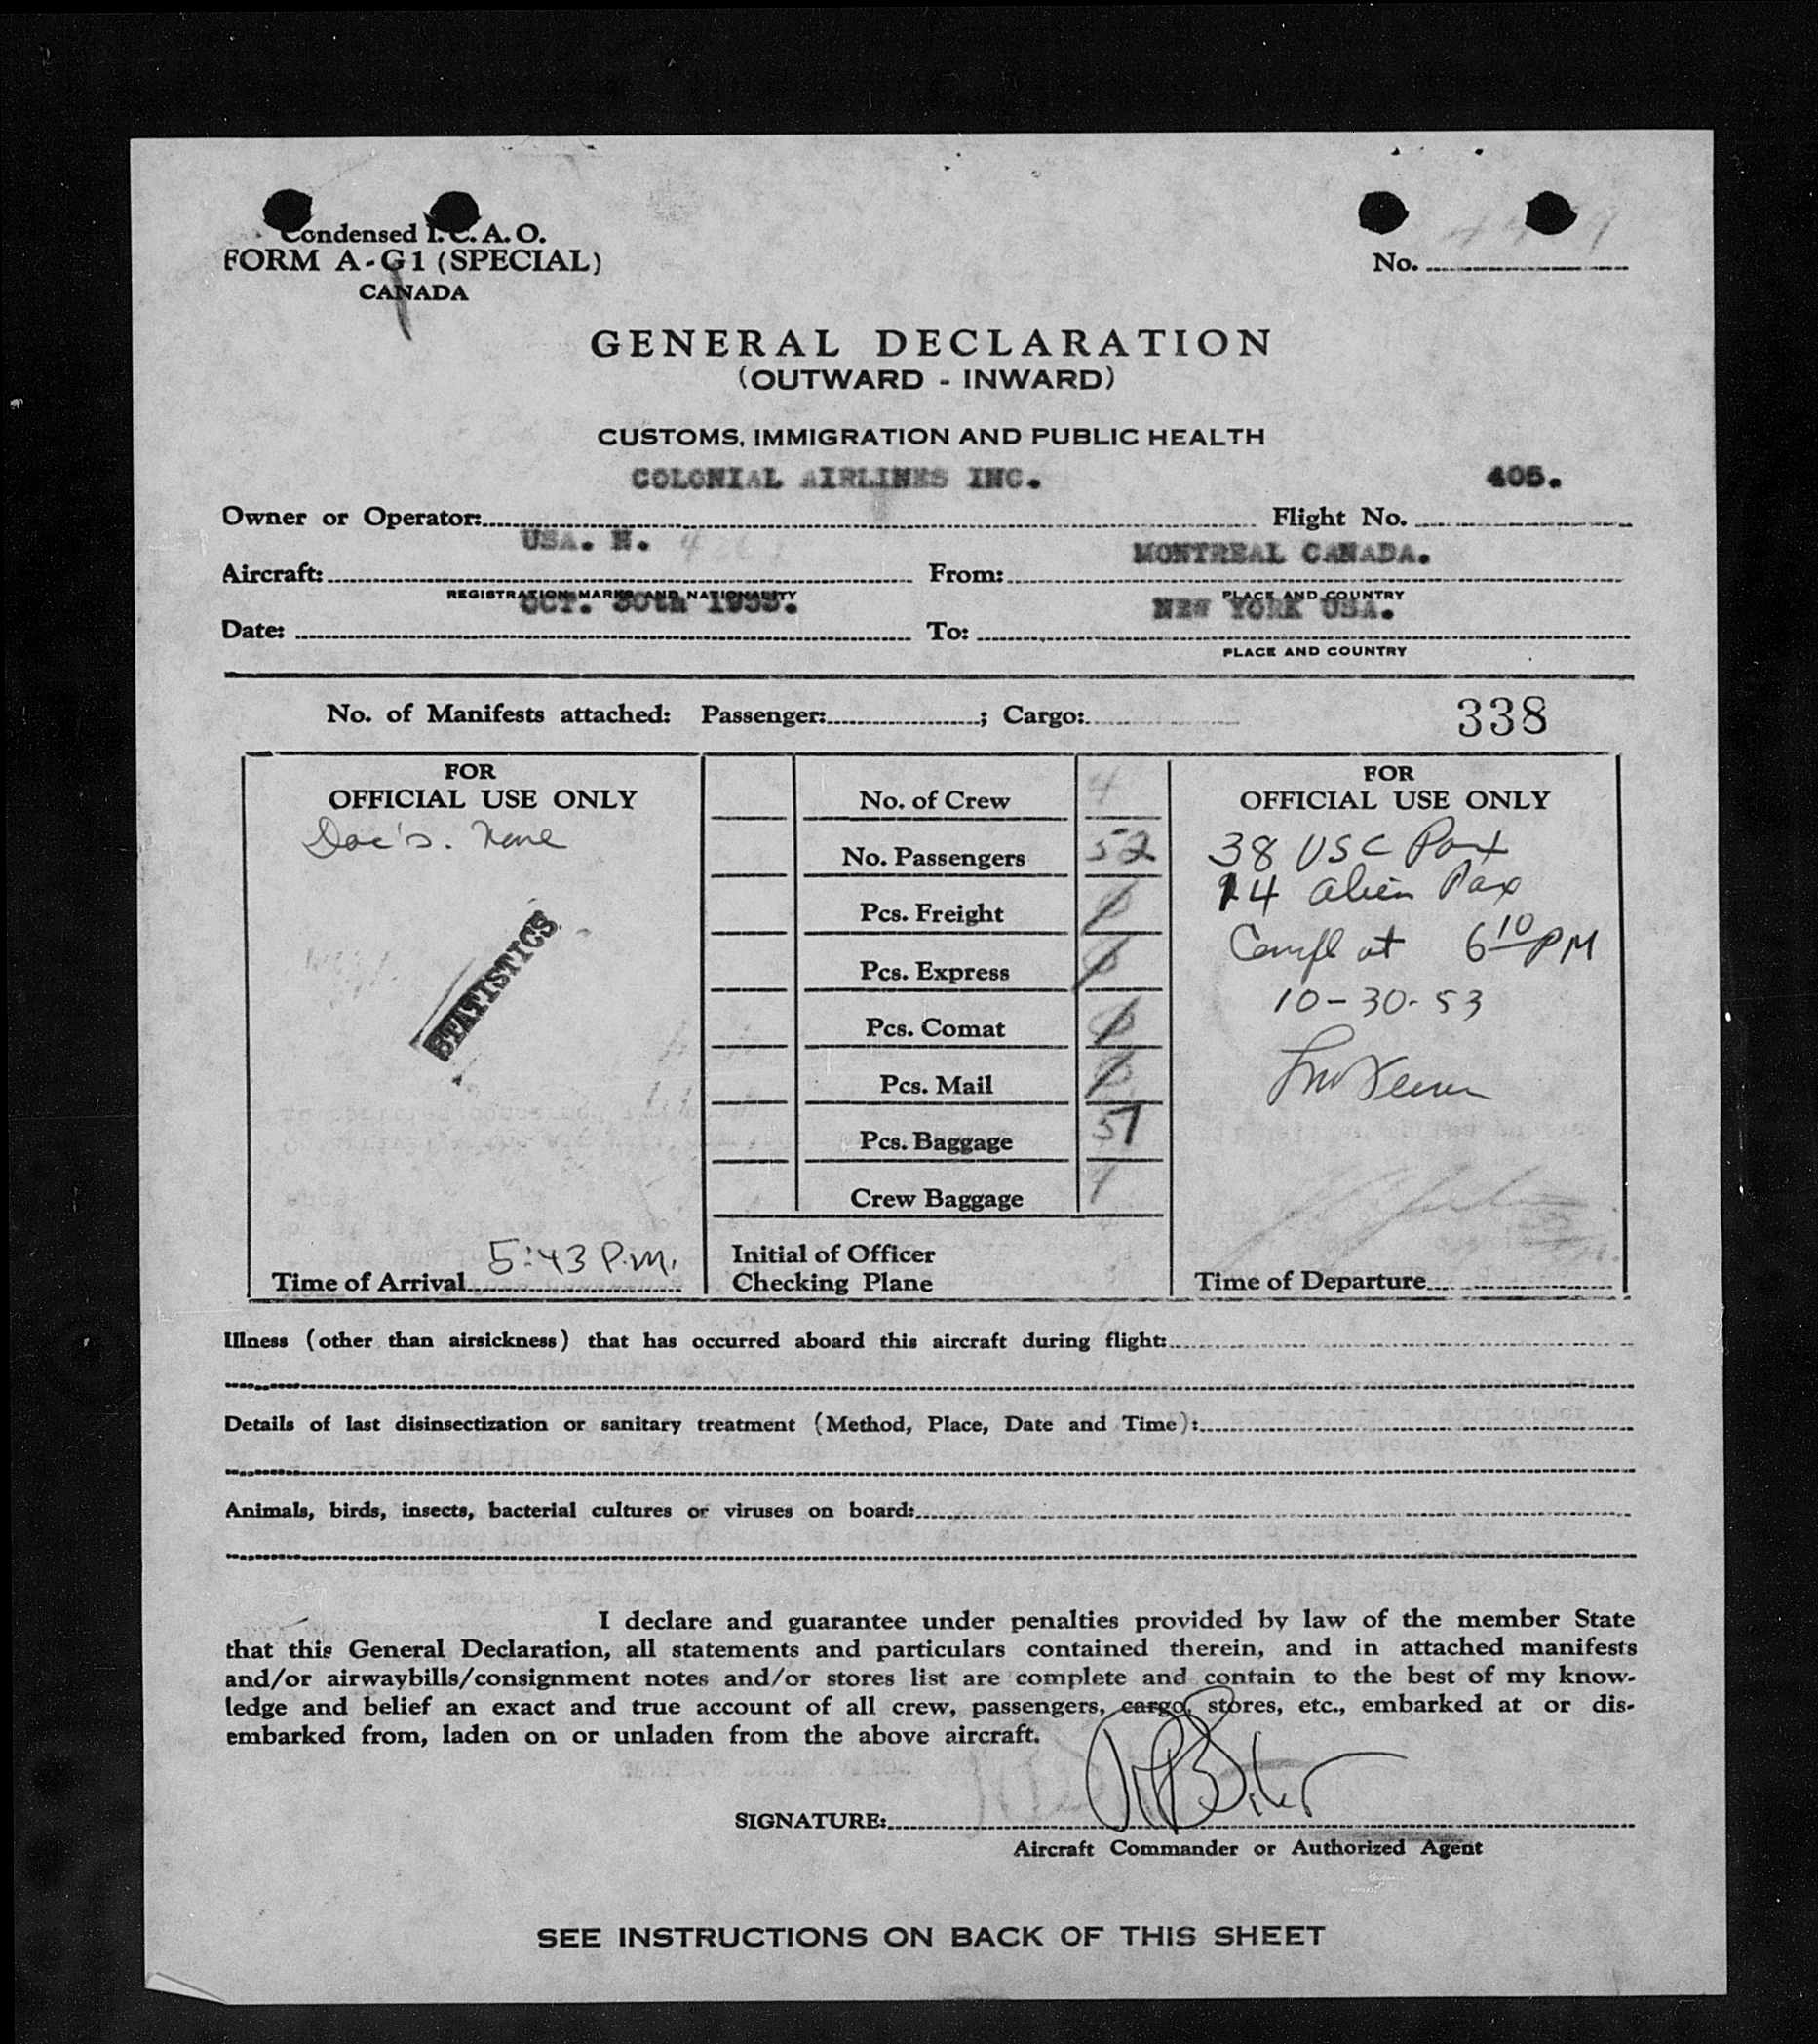 Condensed I.C.A.O.
FORM A-G1 (SPECIAL)
CANADA
No.
GENERAL DECLARATION
(OUTWARD - INWARD)
CUSTOMS, IMMIGRATION AND PUBLIC HEALTH
COLONIAL AIRLINES INC. 405.
Owner or Operator: Flight No.
USA. N. MONTREAL CANADA.
Aircraft: From:
REGISTRATION MARKS AND NATIONALITY PLACE AND COUNTRY
OCT. 30th 1953. NEW YORK USA.
Date: To:
PLACE AND COUNTRY
No. of Manifests attached: Passenger: ; Cargo: 338
FOR
OFFICIAL USE ONLY
Doc's. None
STATISTICS
Time of Arrival 5:43 P.M.
No. of Crew 4
No. Passengers 52
Pcs. Freight
Pcs. Express
Pcs. Comat
Pcs. Mail
Pcs. Baggage 57
Crew Baggage
Initial of Officer
Checking Plane
FOR
OFFICIAL USE ONLY
38 USC Pax
14 alien Pax
Compl at 6 10 PM
10-30-53
Time of Departure
Illness (other than airsickness) that has occurred aboard this aircraft during flight:
Details of last disinsectization or sanitary treatment (Method, Place, Date and Time):
Animals, birds, insects, bacterial cultures or viruses on board:
I declare and guarantee under penalties provided by law of the member State
that this General Declaration, all statements and particulars contained therein, and in attached manifests
and/or airwaybills/consignment notes and/or stores list are complete and contain to the best of my know-
ledge and belief an exact and true account of all crew, passengers, cargo, stores, etc., embarked at or dis-
embarked from, laden on or unladen from the above aircraft.
SIGNATURE:
Aircraft Commander or Authorized Agent
SEE INSTRUCTIONS ON BACK OF THIS SHEET